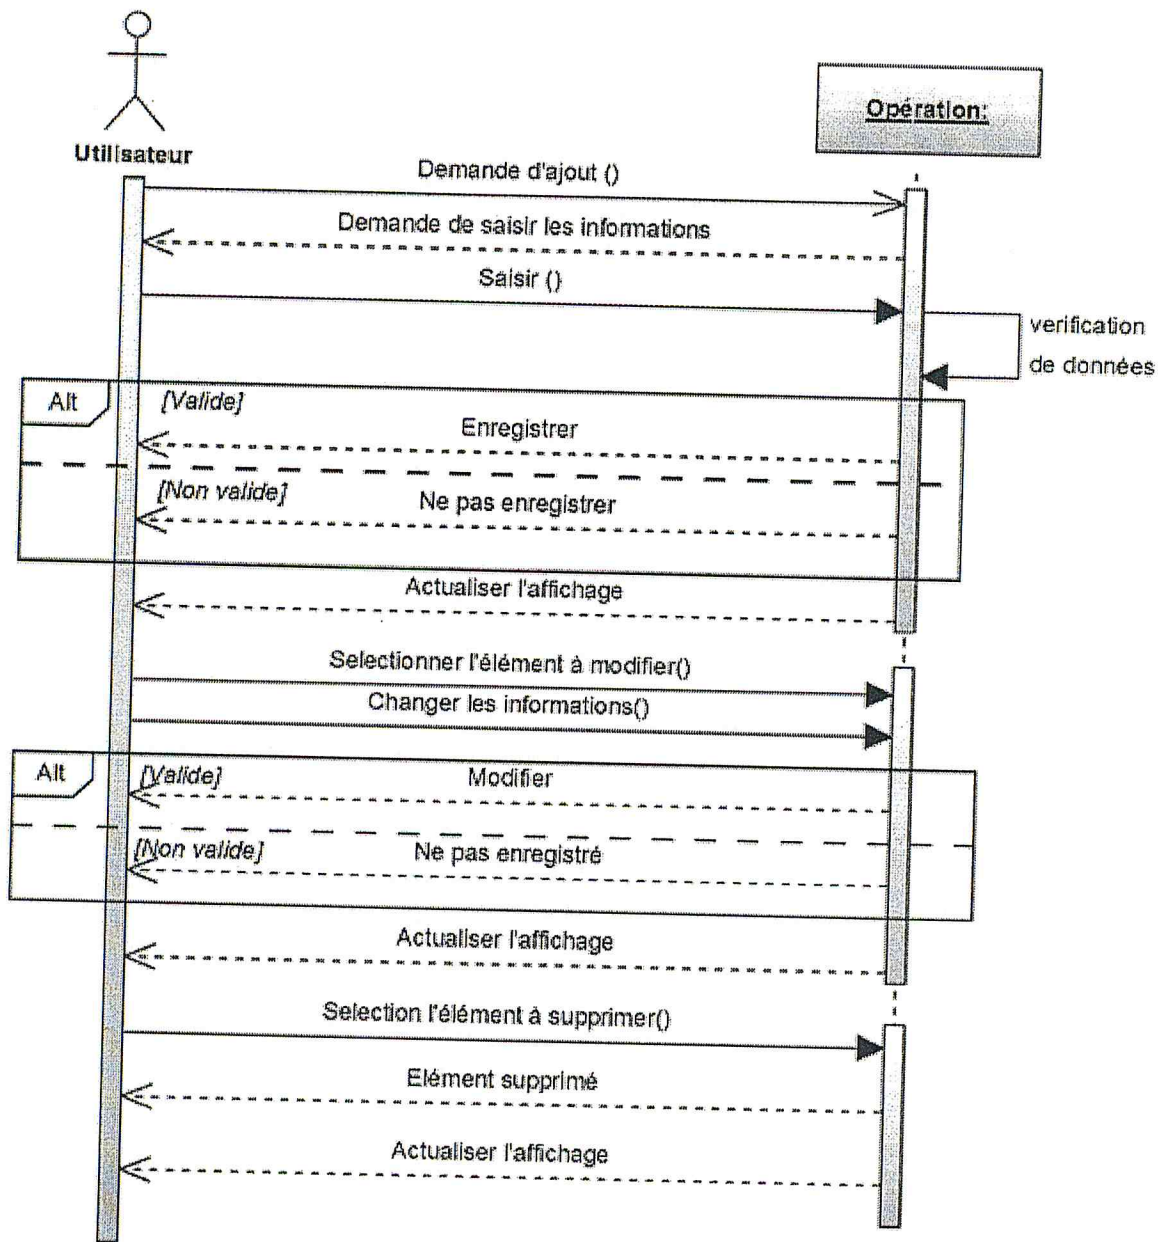 Opération:
Utilisateur
Demande d'ajout ()
Demande de saisir les informations
Saisir ()
verification
de données
Alt
[Valide]
Enregistrer
[Non valide]
Ne pas enregistrer
Actualiser l'affichage
Selectionner l'élément à modifier()
Changer les informations()
Alt
[Valide]
Modifier
[Non valide]
Ne pas enregistré
Actualiser l'affichage
Selection l'élément à supprimer()
Elément supprimé
Actualiser l'affichage